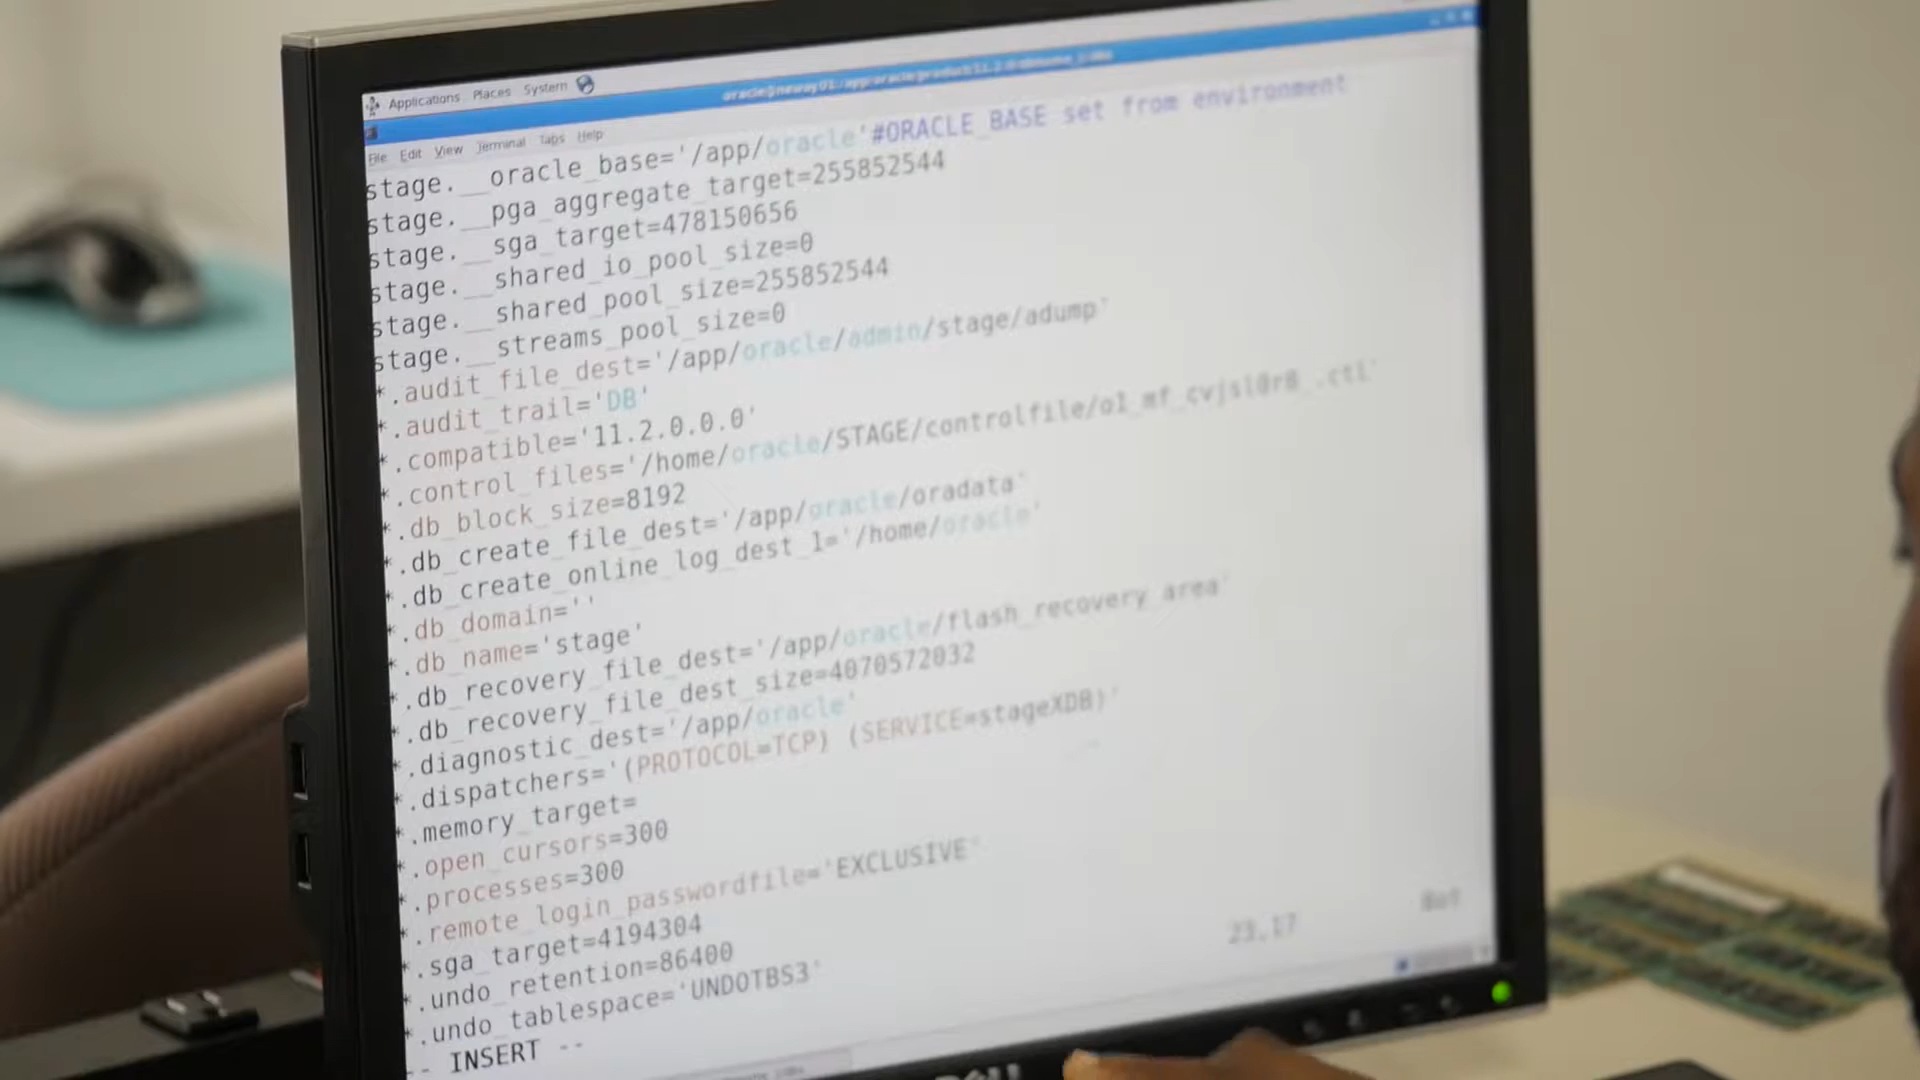 Applications Places System
File Edit View Terminal Tabs Help
stage.__oracle_base='/app/oracle'#ORACLE_BASE set from environment
stage.__pga_aggregate_target=255852544
stage.__sga_target=478150656
stage.__shared_io_pool_size=0
stage.__shared_pool_size=255852544
stage.__streams_pool_size=0
*.audit_file_dest='/app/oracle/admin/stage/adump'
*.audit_trail='DB'
*.compatible='11.2.0.0.0'
*.control_files='/home/oracle/STAGE/controlfile/o1_mf_cvjsl0r8_.ctl'
*.db_block_size=8192
*.db_create_file_dest='/app/oracle/oradata'
*.db_create_online_log_dest_1='/home/oracle'
*.db_domain=''
*.db_name='stage'
*.db_recovery_file_dest='/app/oracle/flash_recovery_area'
*.db_recovery_file_dest_size=4070572032
*.diagnostic_dest='/app/oracle'
*.dispatchers='(PROTOCOL=TCP) (SERVICE=stageXDB)'
*.memory_target=
*.open_cursors=300
*.processes=300
*.remote_login_passwordfile='EXCLUSIVE'
*.sga_target=4194304
*.undo_retention=86400
*.undo_tablespace='UNDOTBS3'
-- INSERT -- 23,17 Bot
DELL